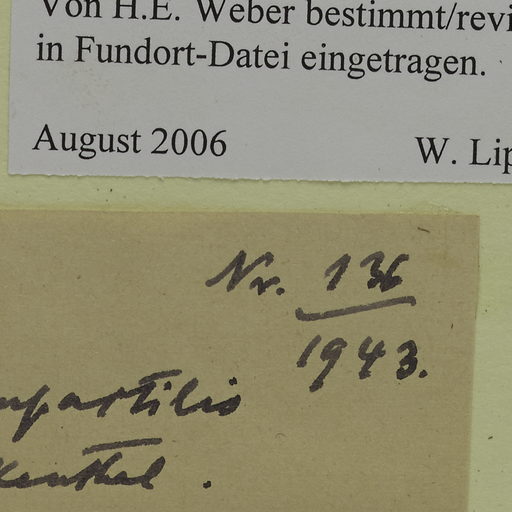 Von H.E. Weber bestimmt/revi
in Fundort-Datei eingetragen.
August 2006 W. Lip
Nr. 136
1943.